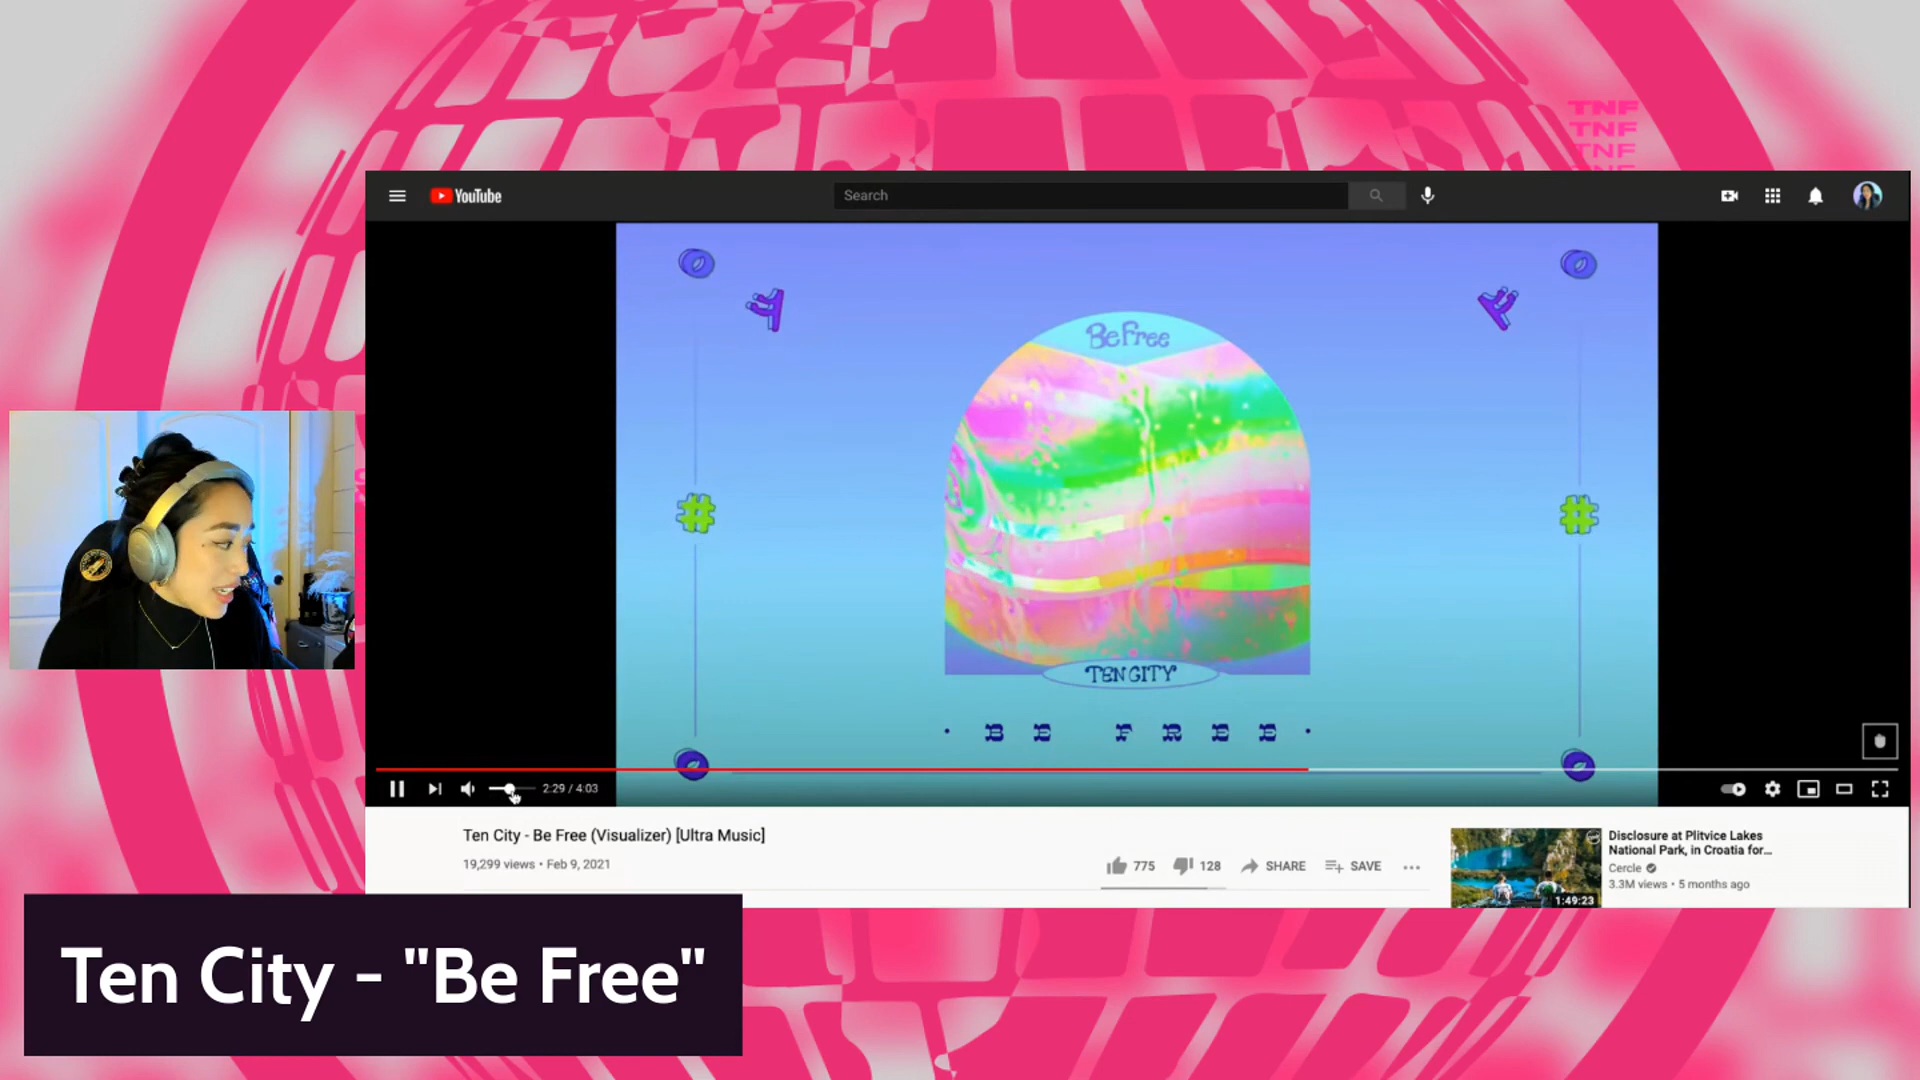 TNF
TNF
TNF
YouTube
Search
Be Free
TEN CITY
• BE FREE •
2:29 / 4:03
Ten City - Be Free (Visualizer) [Ultra Music]
19,299 views • Feb 9, 2021
775
128
SHARE
SAVE
Disclosure at Plitvice Lakes
National Park, in Croatia for...
Cercle
3.3M views • 5 months ago
1:49:23
Ten City - "Be Free"